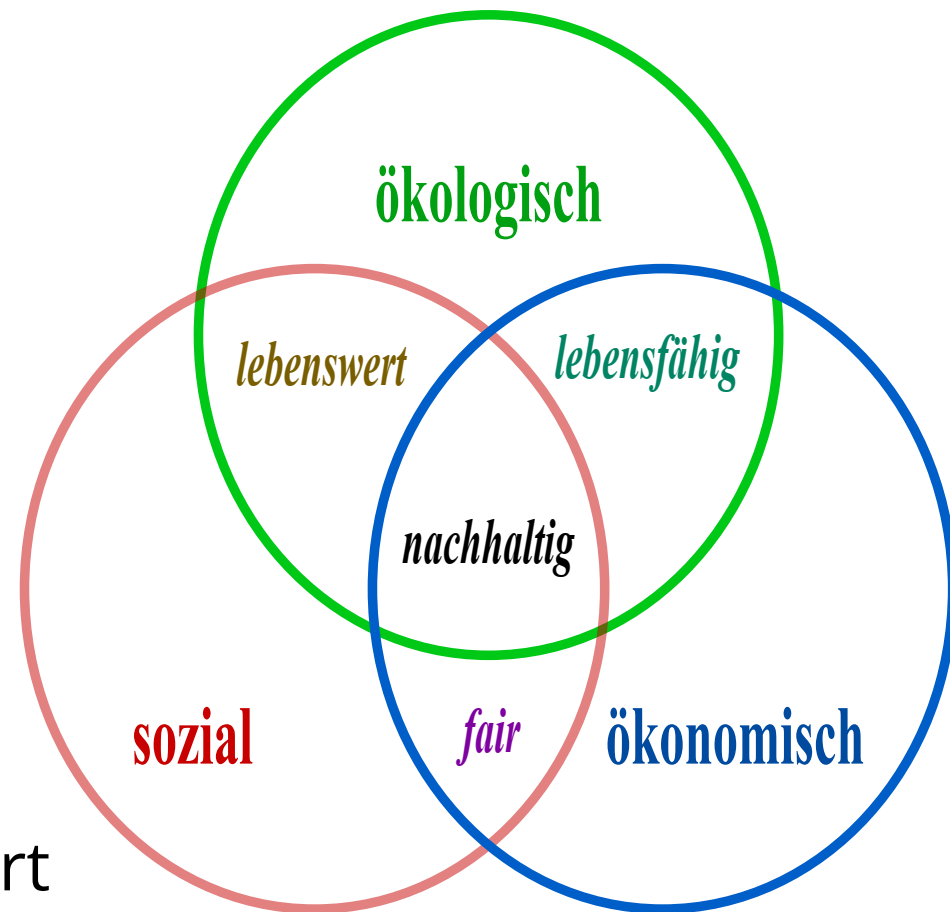 ökologisch
lebenswert
lebensfähig
nachhaltig
sozial
fair
ökonomisch
rt